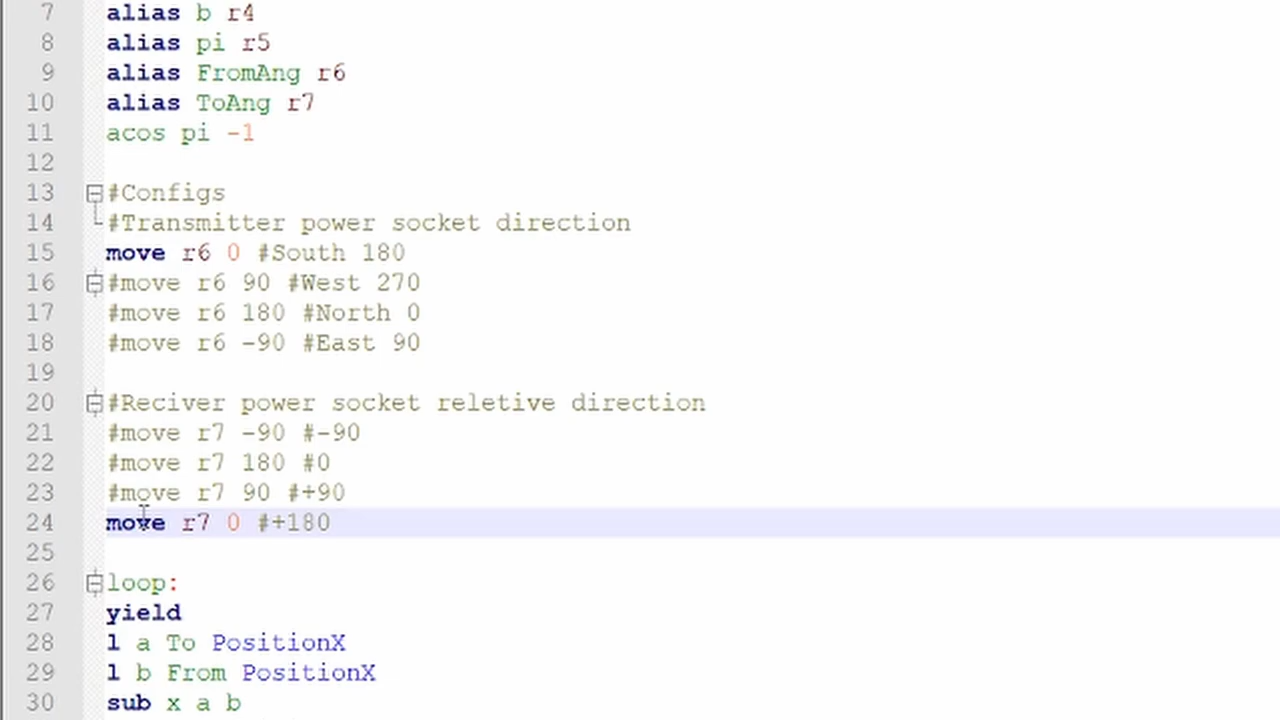 7 alias b r4
8 alias pi r5
9 alias FromAng r6
10 alias ToAng r7
11 acos pi -1
12
13 #Configs
14 #Transmitter power socket direction
15 move r6 0 #South 180
16 #move r6 90 #West 270
17 #move r6 180 #North 0
18 #move r6 -90 #East 90
19
20 #Reciver power socket reletive direction
21 #move r7 -90 #-90
22 #move r7 180 #0
23 #move r7 90 #+90
24 move r7 0 #+180
25
26 loop:
27 yield
28 l a To PositionX
29 l b From PositionX
30 sub x a b